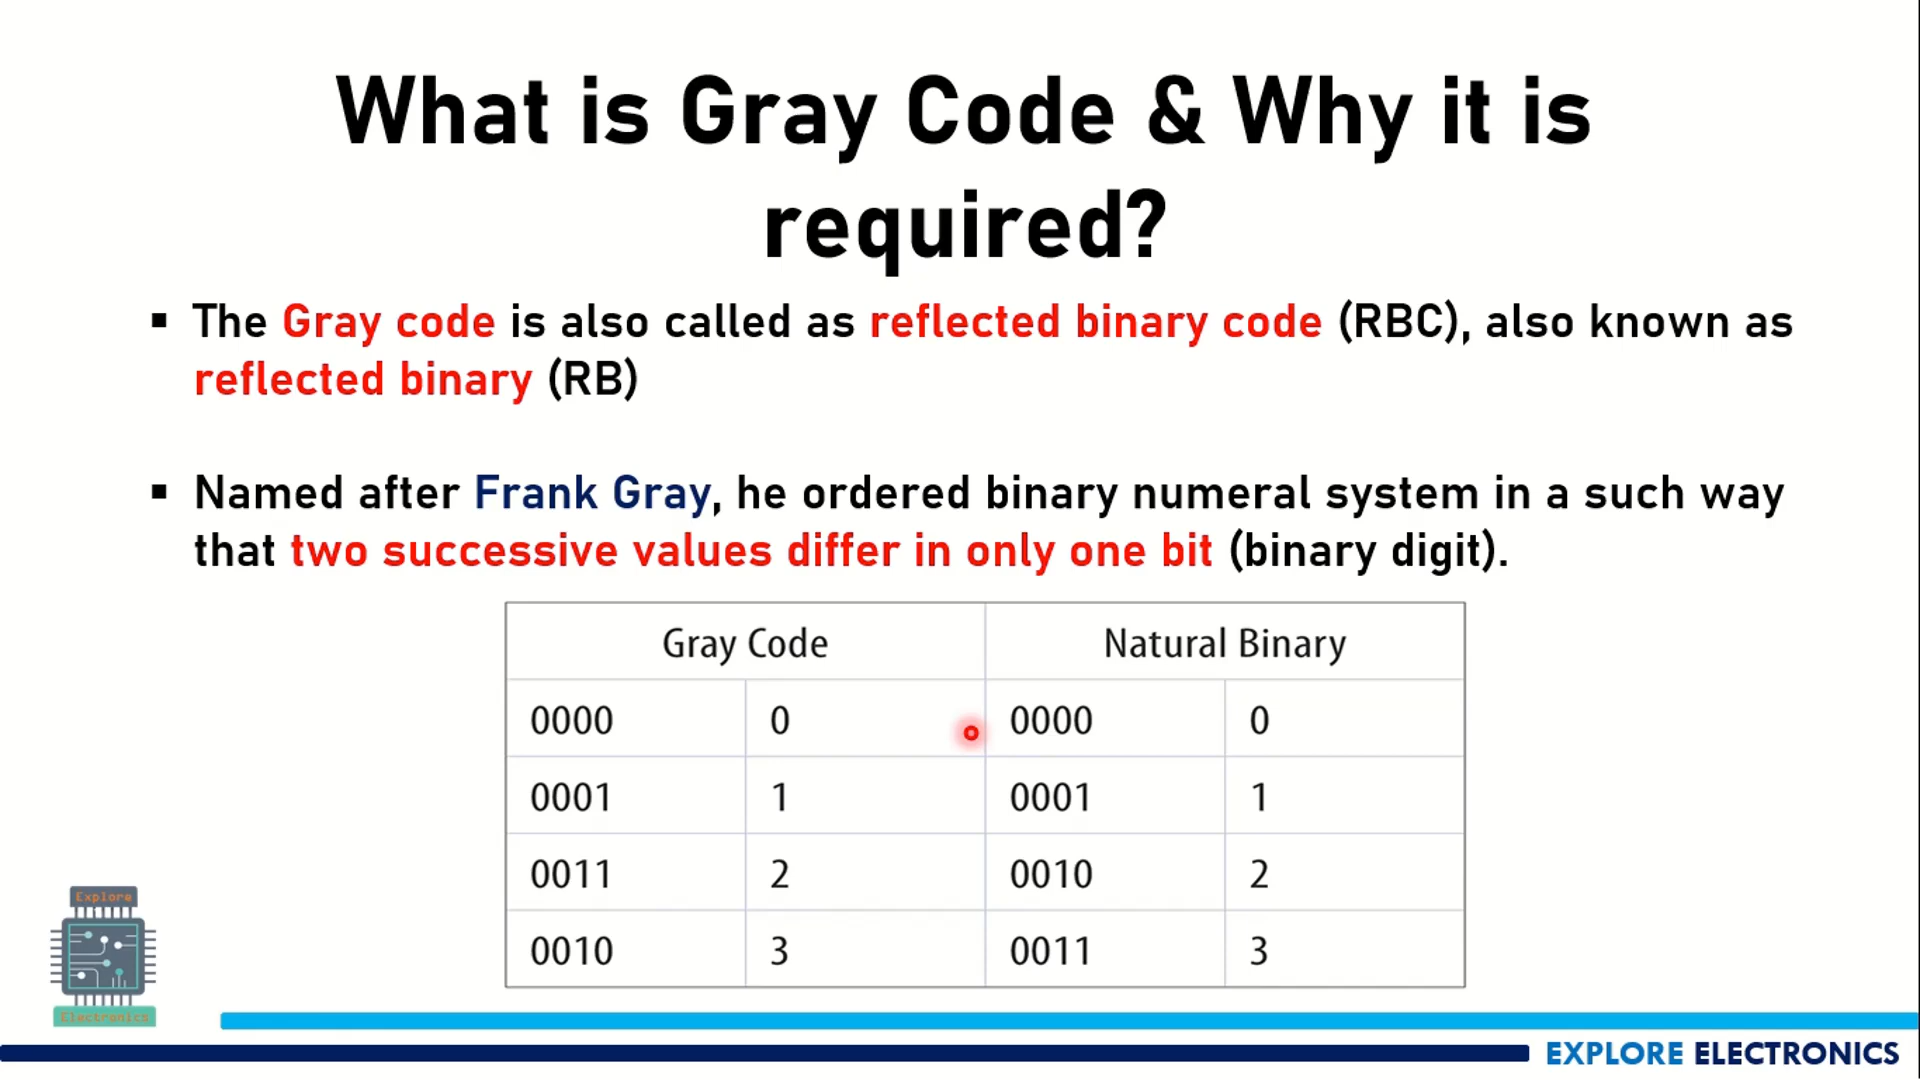 What is Gray Code & Why it is
required?
▪ The Gray code is also called as reflected binary code (RBC), also known as
reflected binary (RB)
▪ Named after Frank Gray, he ordered binary numeral system in a such way
that two successive values differ in only one bit (binary digit).
Gray Code Natural Binary
0000 0 0000 0
0001 1 0001 1
0011 2 0010 2
0010 3 0011 3
Explore
Electronics
EXPLORE ELECTRONICS